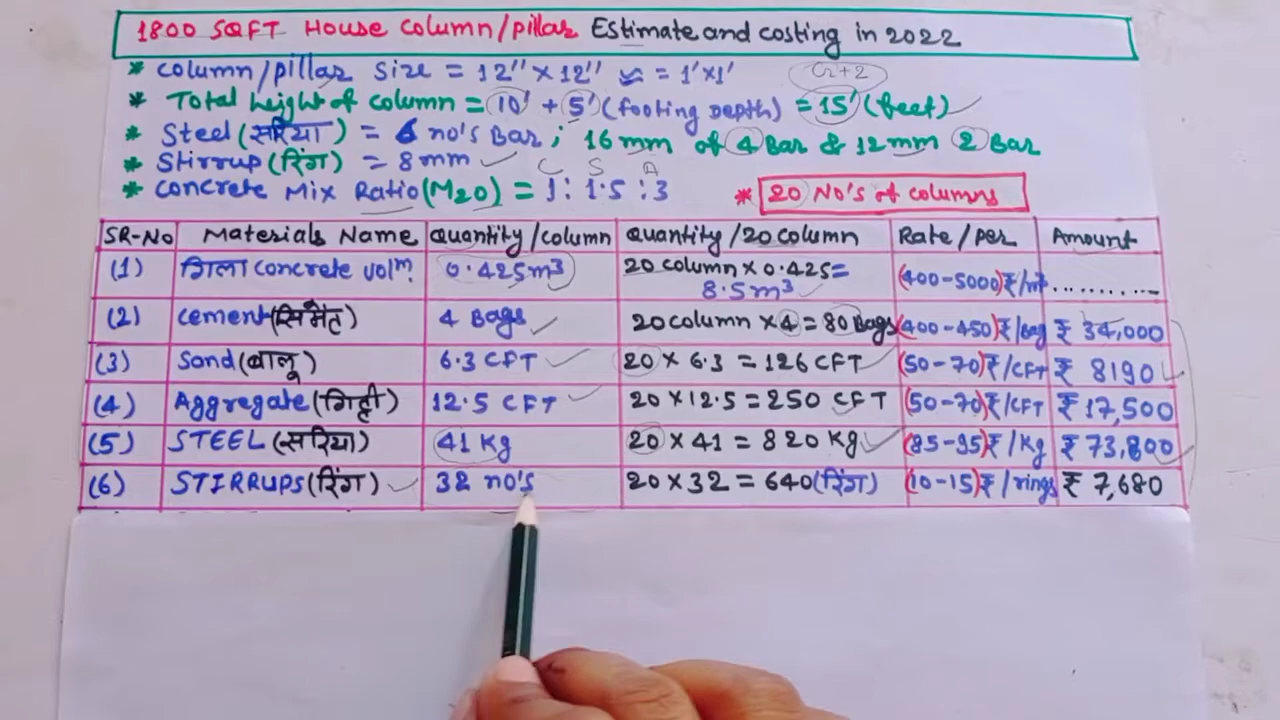 1800 SQFT House column/pillar Estimate and costing in 2022
* column/pillar size = 12"×12" = 1'×1' G+2
* Total height of column = 10' + 5' (footing Depth) = 15' (feet)
* Steel(सरिया) = 6 no's Bar; 16 mm of 4 Bar & 12 mm 2 Bar
* Stirrup(रिंग) = 8 mm
C S A
* Concrete Mix Ratio(M20) = 1 : 1.5 : 3 * 20 No's of columns
SR-No Materials Name Quantity/column Quantity/20 column Rate/per Amount
(1) गिला concrete volm. 0.425m³ 20 column × 0.425 = 8.5m³ (400-5000)₹/m³ ............
(2) Cement(सिमेंट) 4 Bags 20 column × 4 = 80 Bags (400-450)₹/bag ₹ 34,000
(3) Sand(बालू) 6.3 CFT 20 × 6.3 = 126 CFT (50-70)₹/CFT ₹ 8190
(4) Aggregate(गिट्टी) 12.5 CFT 20 × 12.5 = 250 CFT (50-70)₹/CFT ₹ 17,500
(5) STEEL(सरिया) 41 Kg 20 × 41 = 820 Kg (85-95)₹/Kg ₹ 73,800
(6) STIRRUPS(रिंग) 32 no's 20 × 32 = 640(रिंग) (10-15)₹/rings ₹ 7,680